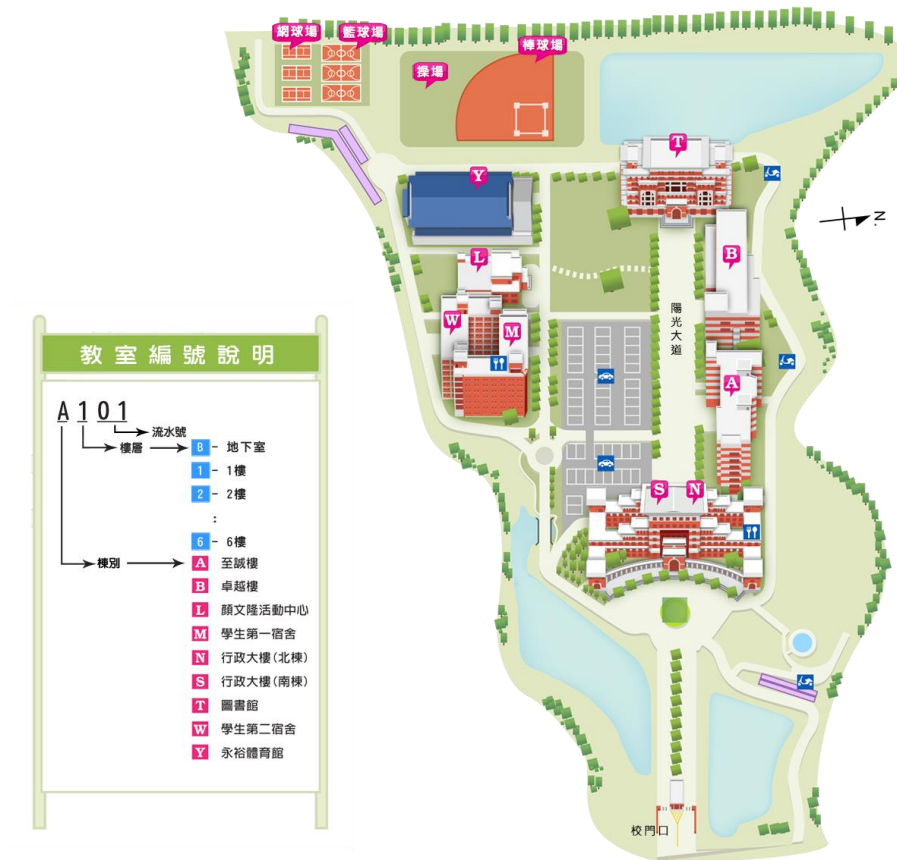 網球場
籃球場
操場
棒球場
T
Y
N.
B
L
W
M
陽光大道
A
S
N
校門口
教室編號說明
A101
流水號
樓層
B - 地下室
1 - 1樓
2 - 2樓
:
6 - 6樓
棟別
A 至誠樓
B 卓越樓
L 顏文隆活動中心
M 學生第一宿舍
N 行政大樓(北棟)
S 行政大樓(南棟)
T 圖書館
W 學生第二宿舍
Y 永裕體育館